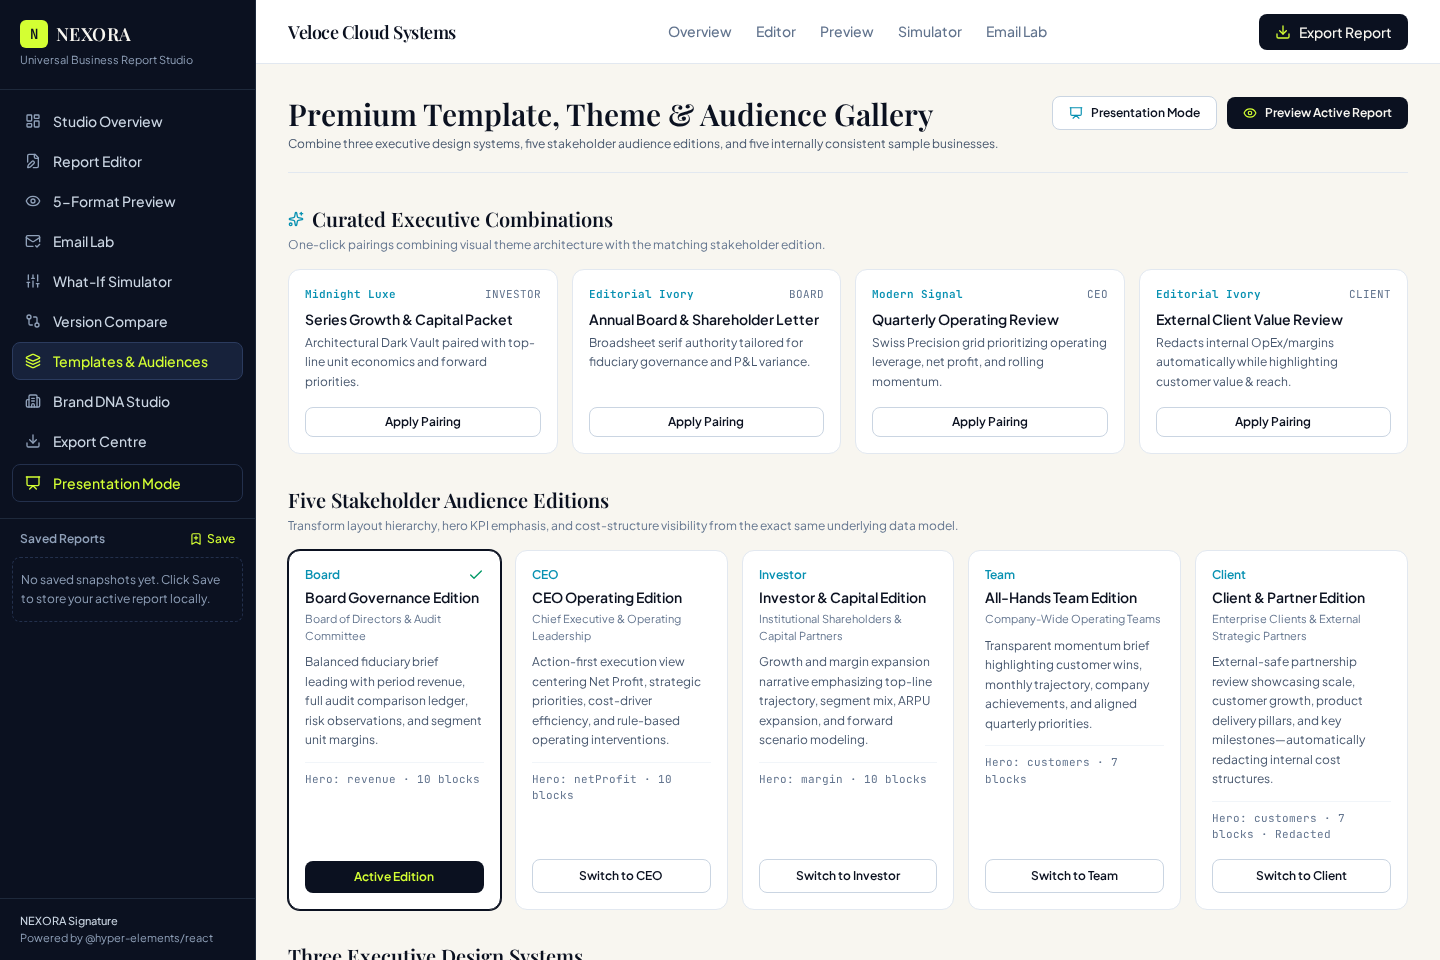 N NEXORA
Universal Business Report Studio
Studio Overview
Report Editor
5-Format Preview
Email Lab
What-If Simulator
Version Compare
Templates & Audiences
Brand DNA Studio
Export Centre
Presentation Mode
Saved Reports
Save
No saved snapshots yet. Click Save
to store your active report locally.
NEXORA Signature
Powered by @hyper-elements/react
Veloce Cloud Systems
Overview
Editor
Preview
Simulator
Email Lab
Export Report
Premium Template, Theme & Audience Gallery
Combine three executive design systems, five stakeholder audience editions, and five internally consistent sample businesses.
Presentation Mode
Preview Active Report
Curated Executive Combinations
One-click pairings combining visual theme architecture with the matching stakeholder edition.
Midnight Luxe
INVESTOR
Series Growth & Capital Packet
Architectural Dark Vault paired with top-
line unit economics and forward
priorities.
Apply Pairing
Editorial Ivory
BOARD
Annual Board & Shareholder Letter
Broadsheet serif authority tailored for
fiduciary governance and P&L variance.
Apply Pairing
Modern Signal
CEO
Quarterly Operating Review
Swiss Precision grid prioritizing operating
leverage, net profit, and rolling
momentum.
Apply Pairing
Editorial Ivory
CLIENT
External Client Value Review
Redacts internal OpEx/margins
automatically while highlighting
customer value & reach.
Apply Pairing
Five Stakeholder Audience Editions
Transform layout hierarchy, hero KPI emphasis, and cost-structure visibility from the exact same underlying data model.
Board
Board Governance Edition
Board of Directors & Audit
Committee
Balanced fiduciary brief
leading with period revenue,
full audit comparison ledger,
risk observations, and segment
unit margins.
Hero: revenue · 10 blocks
Active Edition
CEO
CEO Operating Edition
Chief Executive & Operating
Leadership
Action-first execution view
centering Net Profit, strategic
priorities, cost-driver
efficiency, and rule-based
operating interventions.
Hero: netProfit · 10
blocks
Switch to CEO
Investor
Investor & Capital Edition
Institutional Shareholders &
Capital Partners
Growth and margin expansion
narrative emphasizing top-line
trajectory, segment mix, ARPU
expansion, and forward
scenario modeling.
Hero: margin · 10 blocks
Switch to Investor
Team
All-Hands Team Edition
Company-Wide Operating Teams
Transparent momentum brief
highlighting customer wins,
monthly trajectory, company
achievements, and aligned
quarterly priorities.
Hero: customers · 7
blocks
Switch to Team
Client
Client & Partner Edition
Enterprise Clients & External
Strategic Partners
External-safe partnership
review showcasing scale,
customer growth, product
delivery pillars, and key
milestones—automatically
redacting internal cost
structures.
Hero: customers · 7
blocks · Redacted
Switch to Client
Three Executive Design Systems